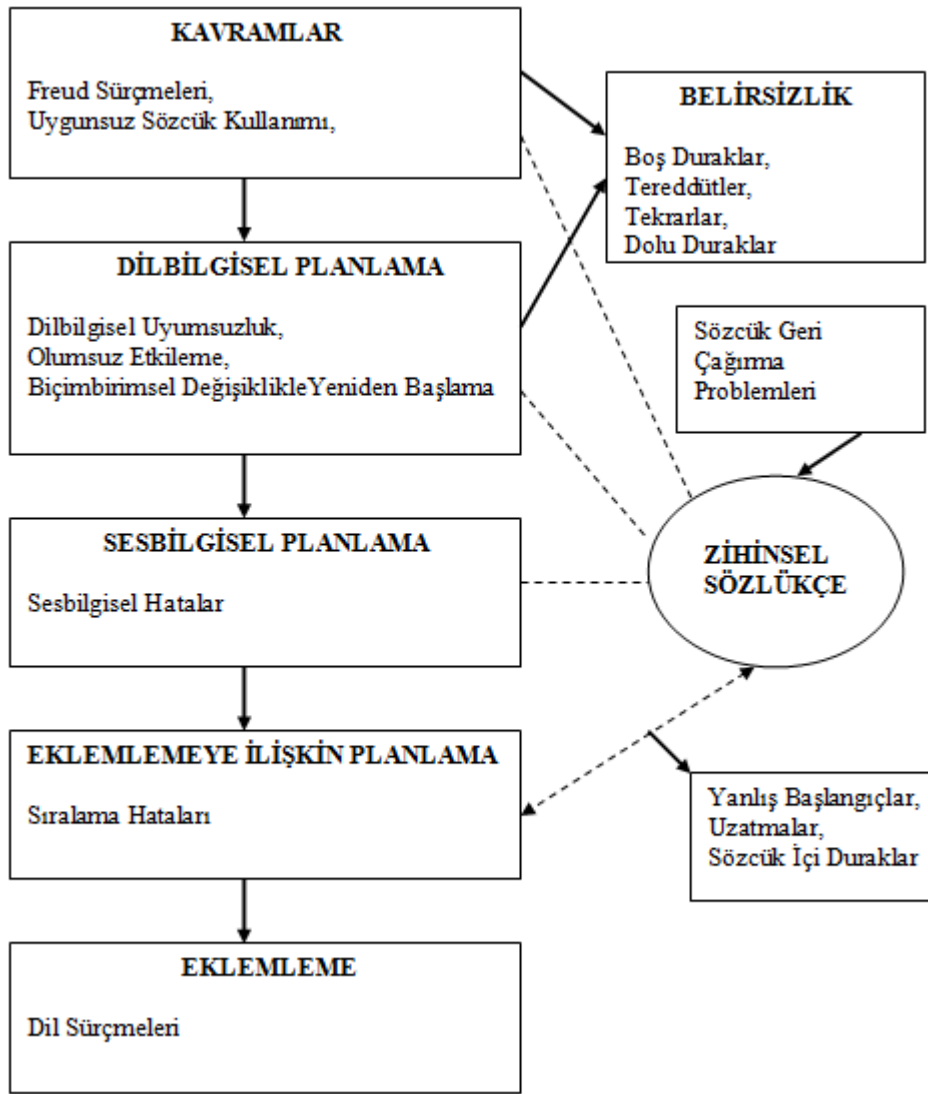 KAVRAMLAR
Freud Sürçmeleri,
Uygunsuz Sözcük Kullanımı,
BELİRSİZLİK
Boş Duraklar,
Tereddütler,
Tekrarlar,
Dolu Duraklar
DİLBİLGİSEL PLANLAMA
Dilbilgisel Uyumsuzluk,
Olumsuz Etkileme,
Biçimbirimsel DeğişiklikleYeniden Başlama
Sözcük Geri
Çağırma
Problemleri
SESBİLGİSEL PLANLAMA
Sesbilgisel Hatalar
ZİHİNSEL
SÖZLÜKÇE
EKLEMLEMEYE İLİŞKİN PLANLAMA
Sıralama Hataları
Yanlış Başlangıçlar,
Uzatmalar,
Sözcük İçi Duraklar
EKLEMLEME
Dil Sürçmeleri